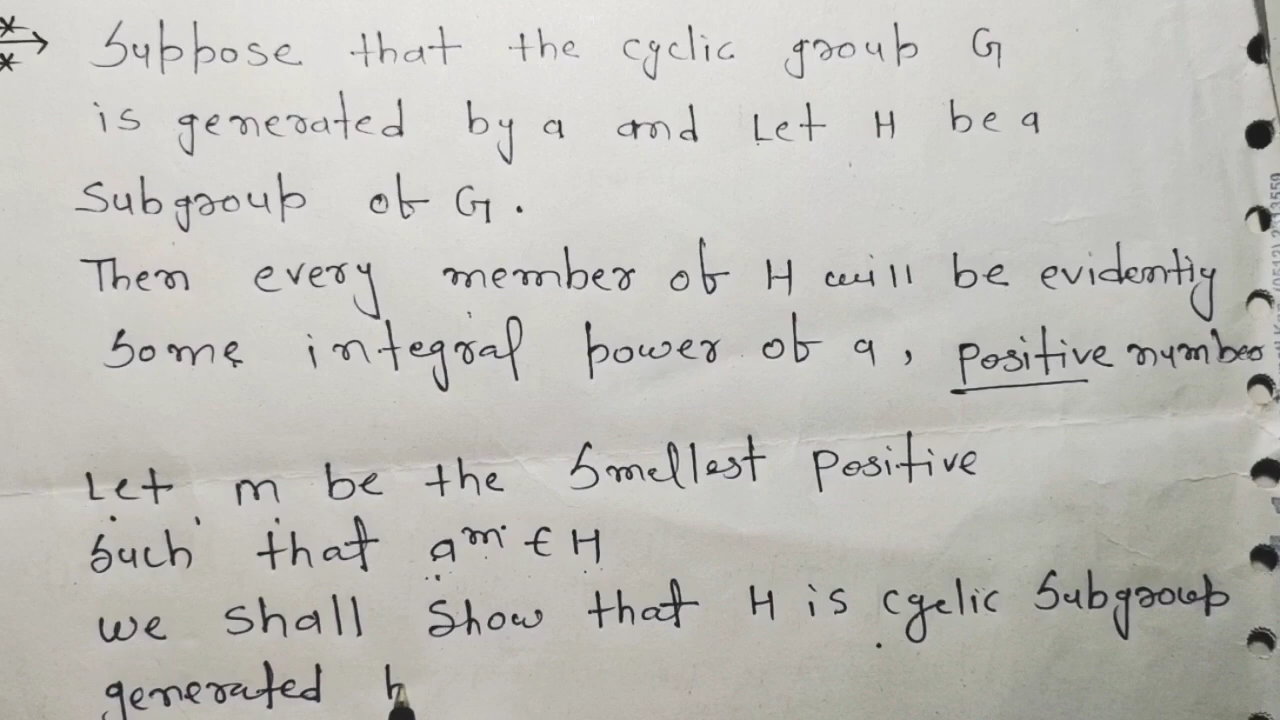 Suppose that the cyclic group G
is generated by a and Let H be a
Subgroup of G.
Then every member of H will be evidently
Some integral power of a, positive number
Let m be the Smallest positive
Such that a^m ∈ H
we shall Show that H is cyclic Subgroup
generated b